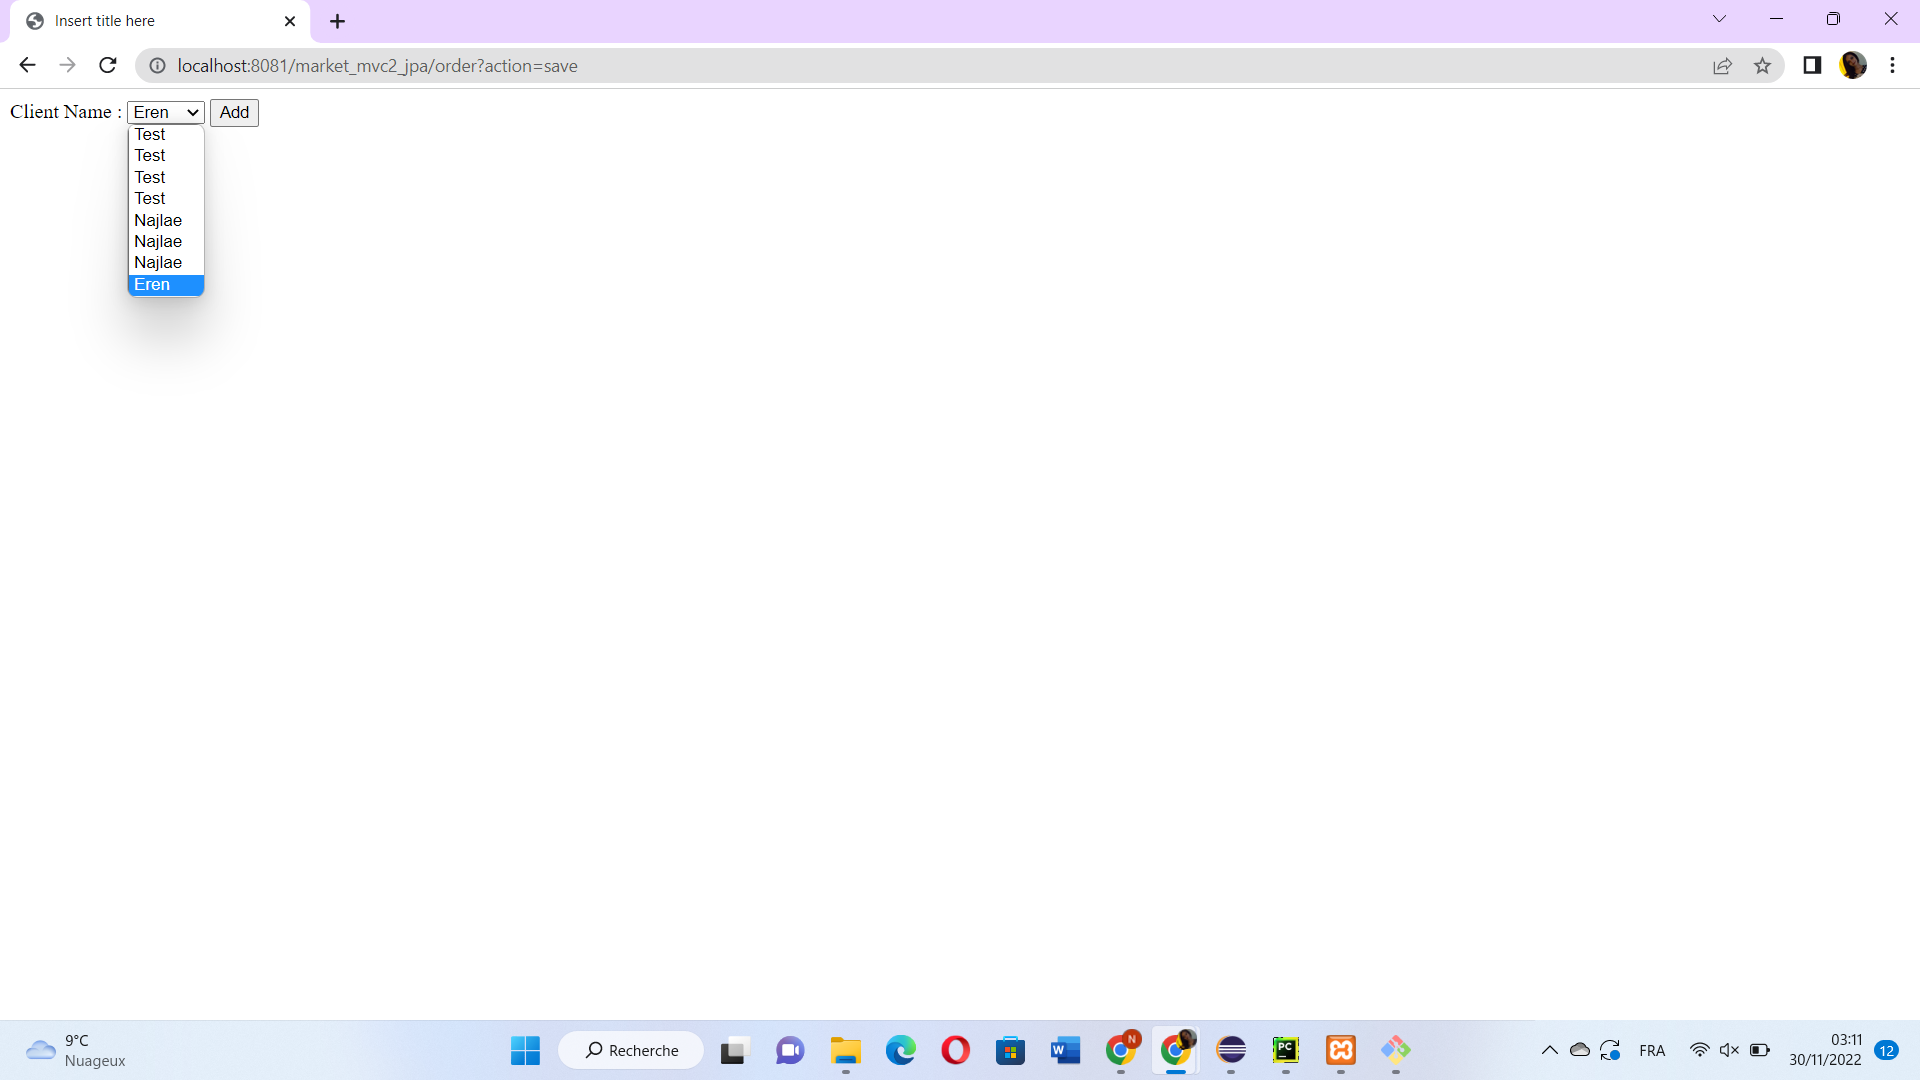 Insert title here
localhost:8081/market_mvc2_jpa/order?action=save
Client Name : Eren Add
Test
Test
Test
Test
Najlae
Najlae
Najlae
Eren
9°C
Nuageux
Recherche
W
N
PC
FRA
03:11
30/11/2022
12